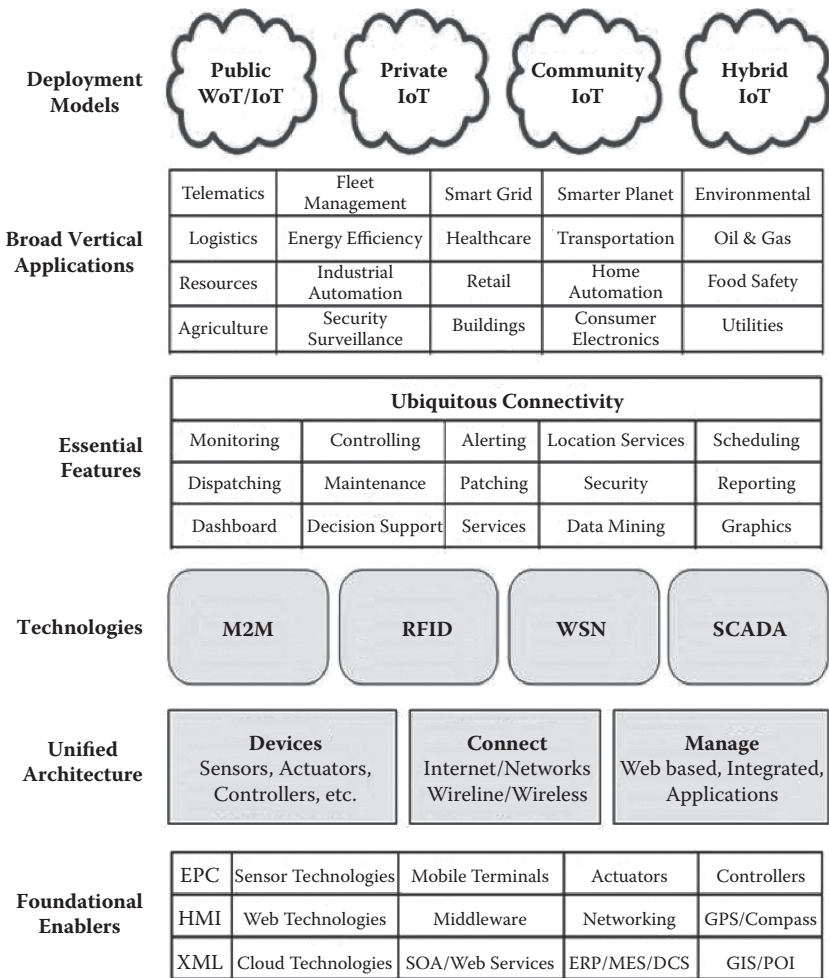 Deployment
Models
Public
WoT/IoT
Private
IoT
Community
IoT
Hybrid
IoT
Broad Vertical
Applications
Telematics
Fleet
Management
Smart Grid
Smarter Planet
Environmental
Logistics
Energy Efficiency
Healthcare
Transportation
Oil & Gas
Resources
Industrial
Automation
Retail
Home
Automation
Food Safety
Agriculture
Security
Surveillance
Buildings
Consumer
Electronics
Utilities
Essential
Features
Ubiquitous Connectivity
Monitoring
Controlling
Alerting
Location Services
Scheduling
Dispatching
Maintenance
Patching
Security
Reporting
Dashboard
Decision Support
Services
Data Mining
Graphics
Technologies
M2M
RFID
WSN
SCADA
Unified
Architecture
Devices
Sensors, Actuators,
Controllers, etc.
Connect
Internet/Networks
Wireline/Wireless
Manage
Web based, Integrated,
Applications
Foundational
Enablers
EPC
Sensor Technologies
Mobile Terminals
Actuators
Controllers
HMI
Web Technologies
Middleware
Networking
GPS/Compass
XML
Cloud Technologies
SOA/Web Services
ERP/MES/DCS
GIS/POI